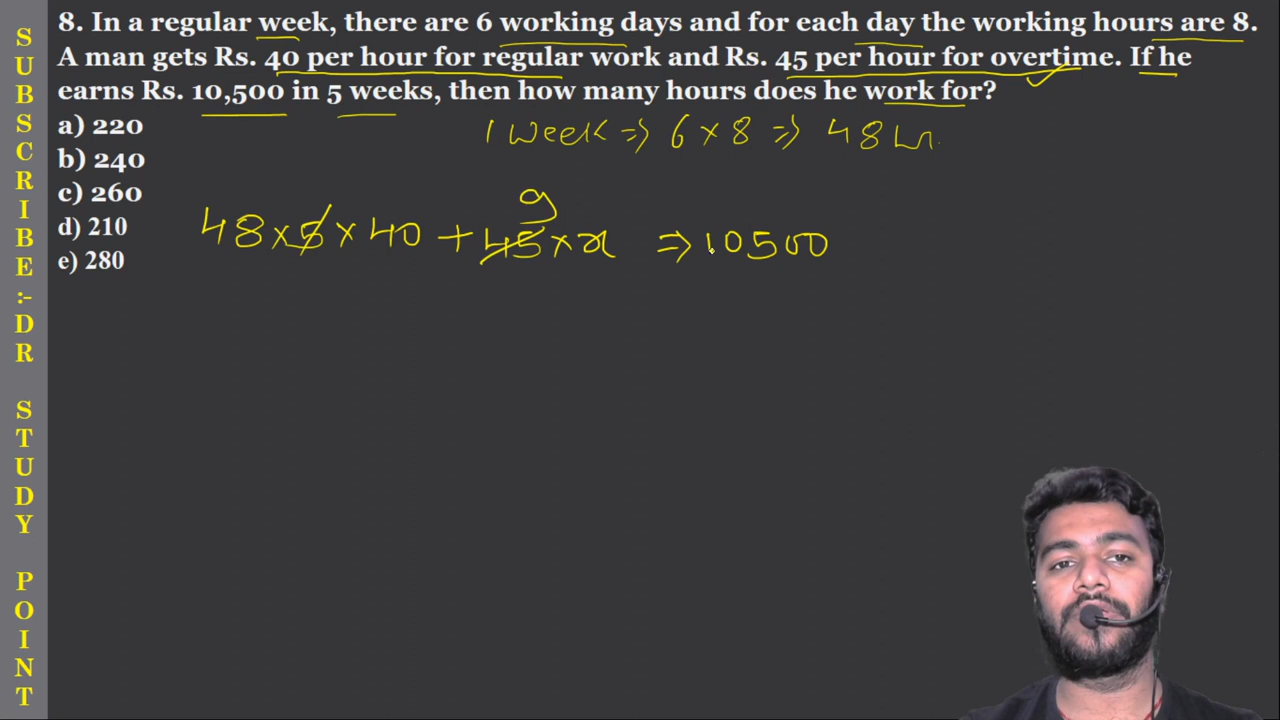 8. In a regular week, there are 6 working days and for each day the working hours are 8.
A man gets Rs. 40 per hour for regular work and Rs. 45 per hour for overtime. If he
earns Rs. 10,500 in 5 weeks, then how many hours does he work for?
a) 220
b) 240
c) 260
d) 210
e) 280
1 week ⇒ 6 × 8 ⇒ 48 hr.
9
48 × 5 × 40 + 45 × x ⇒ 10500
SUBSCRIBE:-DR STUDY POINT